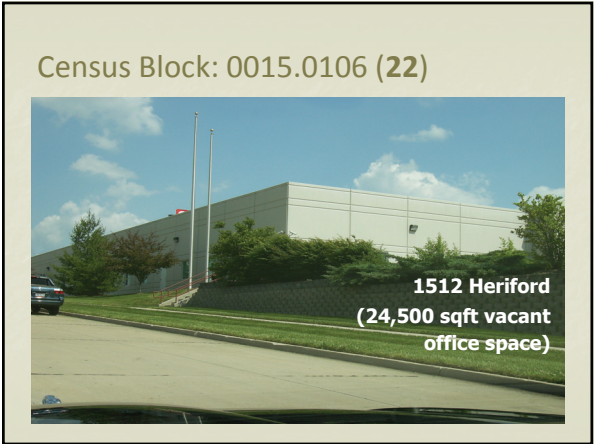 Census Block: 0015.0106 (22)
1512 Heriford
(24,500 sqft vacant
office space)